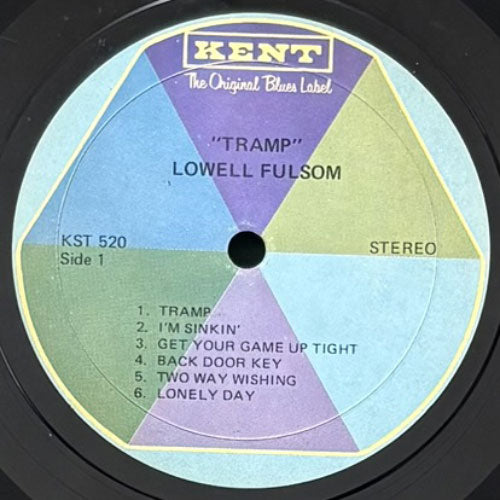 KENT
The Original Blues Label
"TRAMP"
LOWELL FULSOM
KST 520
Side 1
STEREO
1. TRAMP
2. I'M SINKIN'
3. GET YOUR GAME UP TIGHT
4. BACK DOOR KEY
5. TWO WAY WISHING
6. LONELY DAY